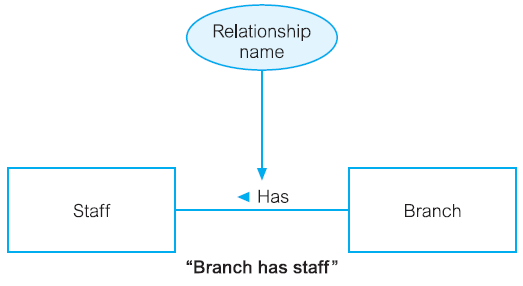 Relationship
name
◄ Has
Staff
Branch
“Branch has staff”